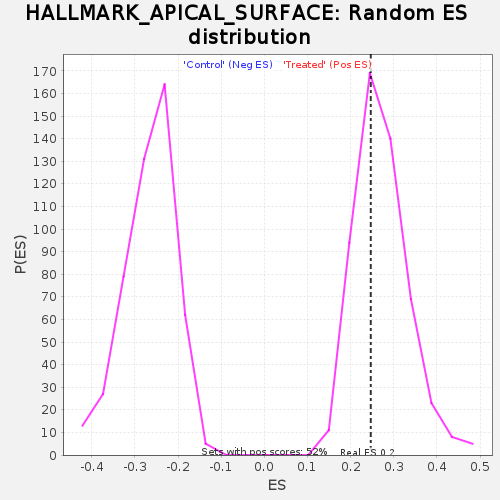 HALLMARK_APICAL_SURFACE: Random ES
distribution
'Control' (Neg ES) 'Treated' (Pos ES)
P(ES)
170
160
150
140
130
120
110
100
90
80
70
60
50
40
30
20
10
0
Sets with pos scores: 52% Real ES 0.2
-0.4 -0.3 -0.2 -0.1 0.0 0.1 0.2 0.3 0.4 0.5
ES